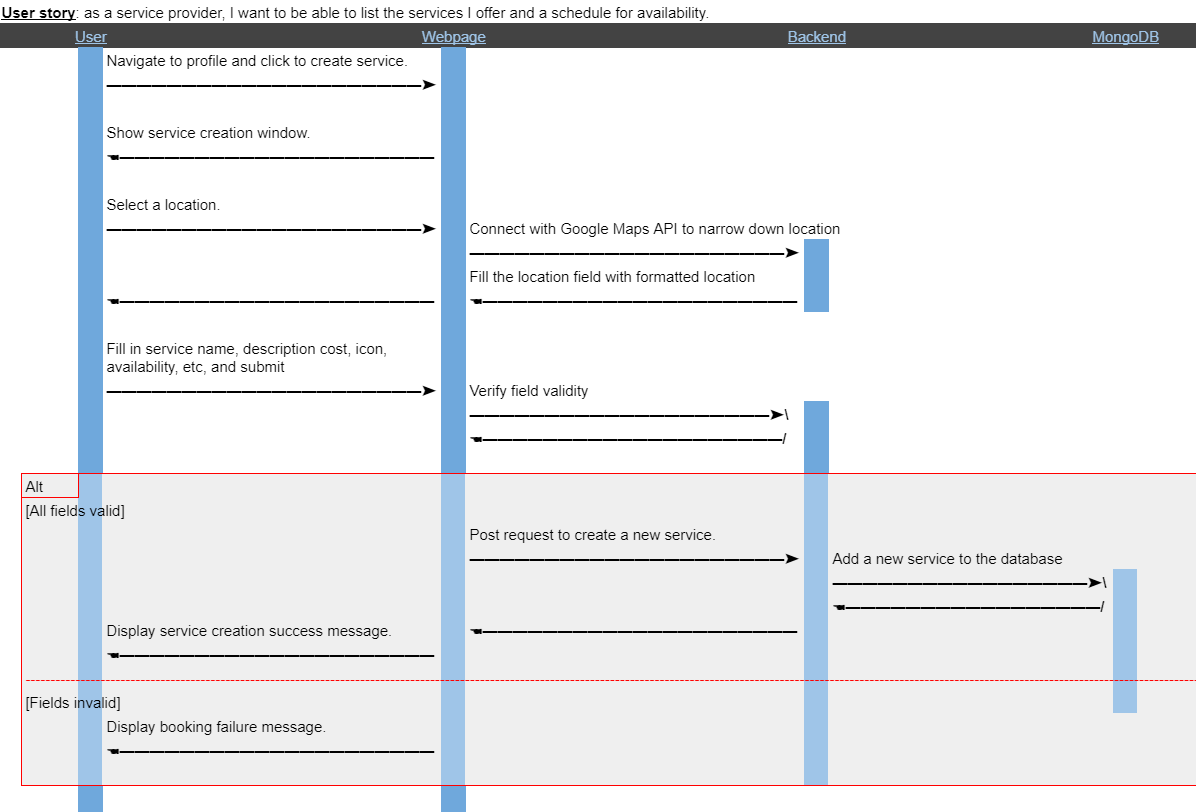 User story: as a service provider, I want to be able to list the services I offer and a schedule for availability.
User Webpage Backend MongoDB
Navigate to profile and click to create service.
Show service creation window.
Select a location.
Connect with Google Maps API to narrow down location
Fill the location field with formatted location
Fill in service name, description cost, icon,
availability, etc, and submit
Verify field validity
\
/
Alt
[All fields valid]
Post request to create a new service.
Add a new service to the database
\
/
Display service creation success message.
[Fields invalid]
Display booking failure message.